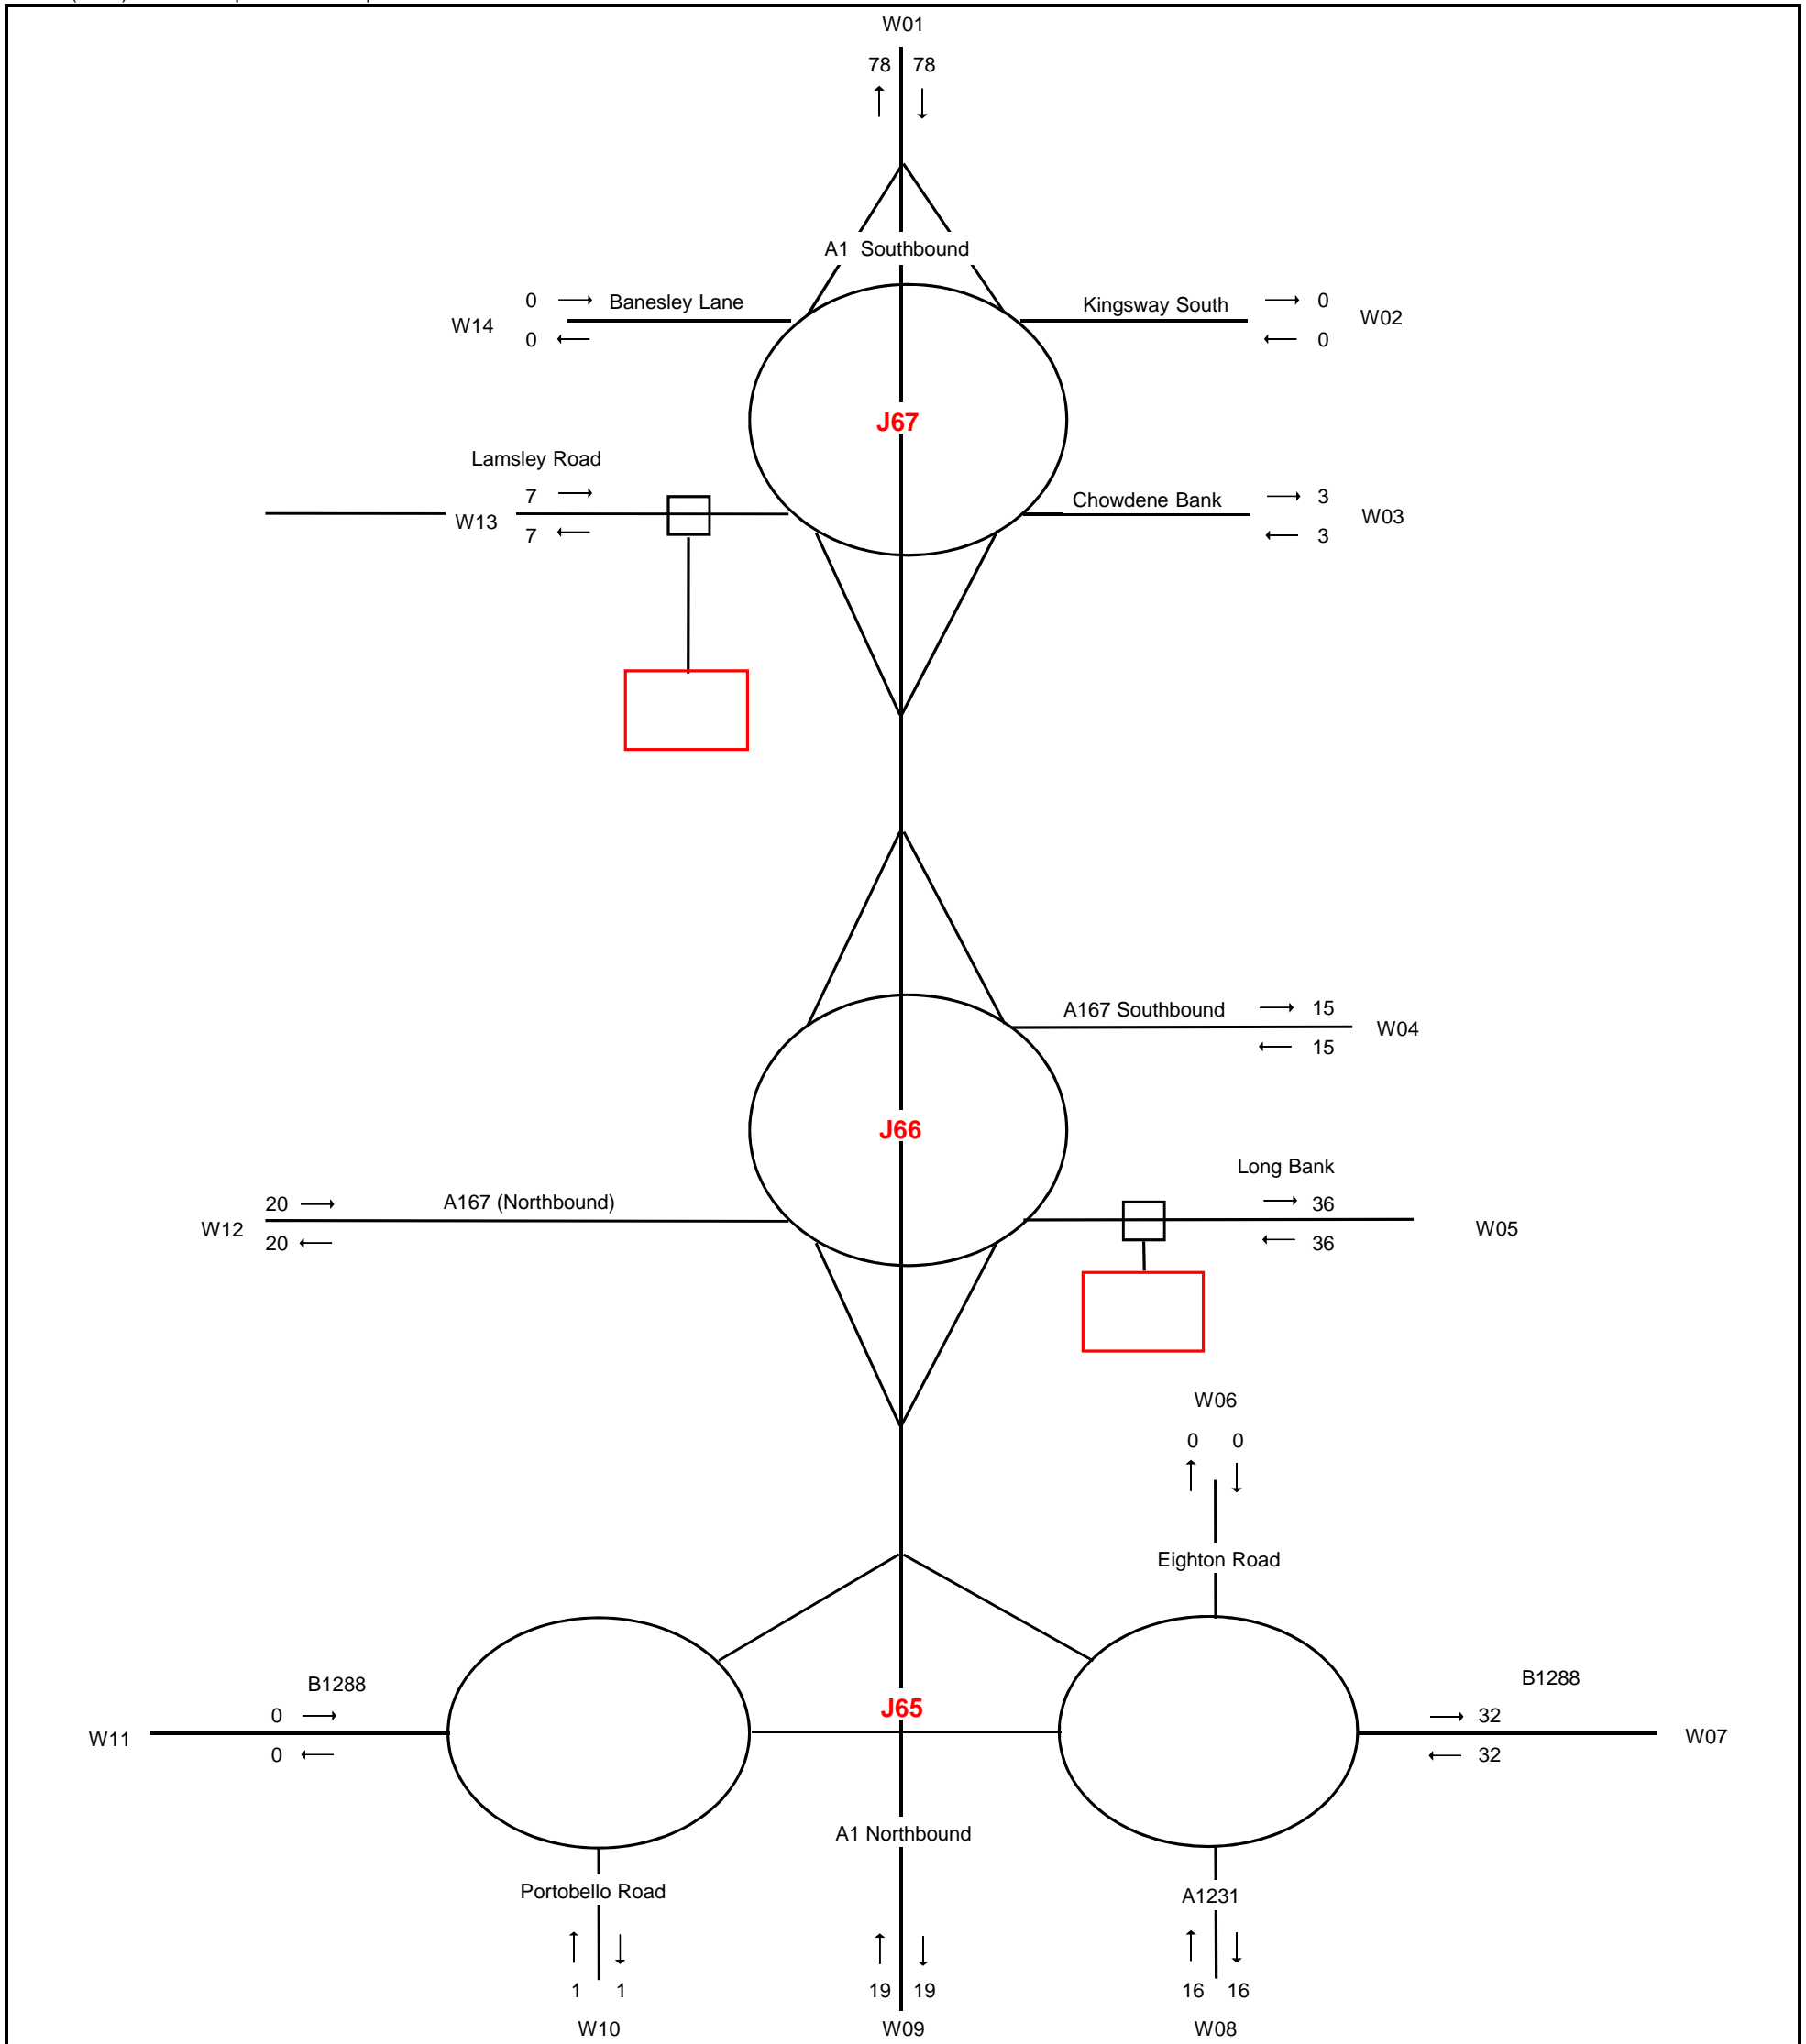 W01
78 78
↑ ↓
A1 Southbound
0 → Banesley Lane
Kingsway South → 0
W14
W02
0 ←
← 0
J67
Lamsley Road
7 →
Chowdene Bank → 3
W13
W03
7 ←
← 3
A167 Southbound → 15
W04
← 15
J66
Long Bank
20 → A167 (Northbound)
→ 36
W12
W05
20 ←
← 36
W06
0 0
↑ ↓
Eighton Road
B1288
B1288
0 →
J65
→ 32
W11
W07
0 ←
← 32
A1 Northbound
Portobello Road
A1231
↑ ↓
↑ ↓
↑ ↓
1 1
19 19
16 16
W10
W09
W08